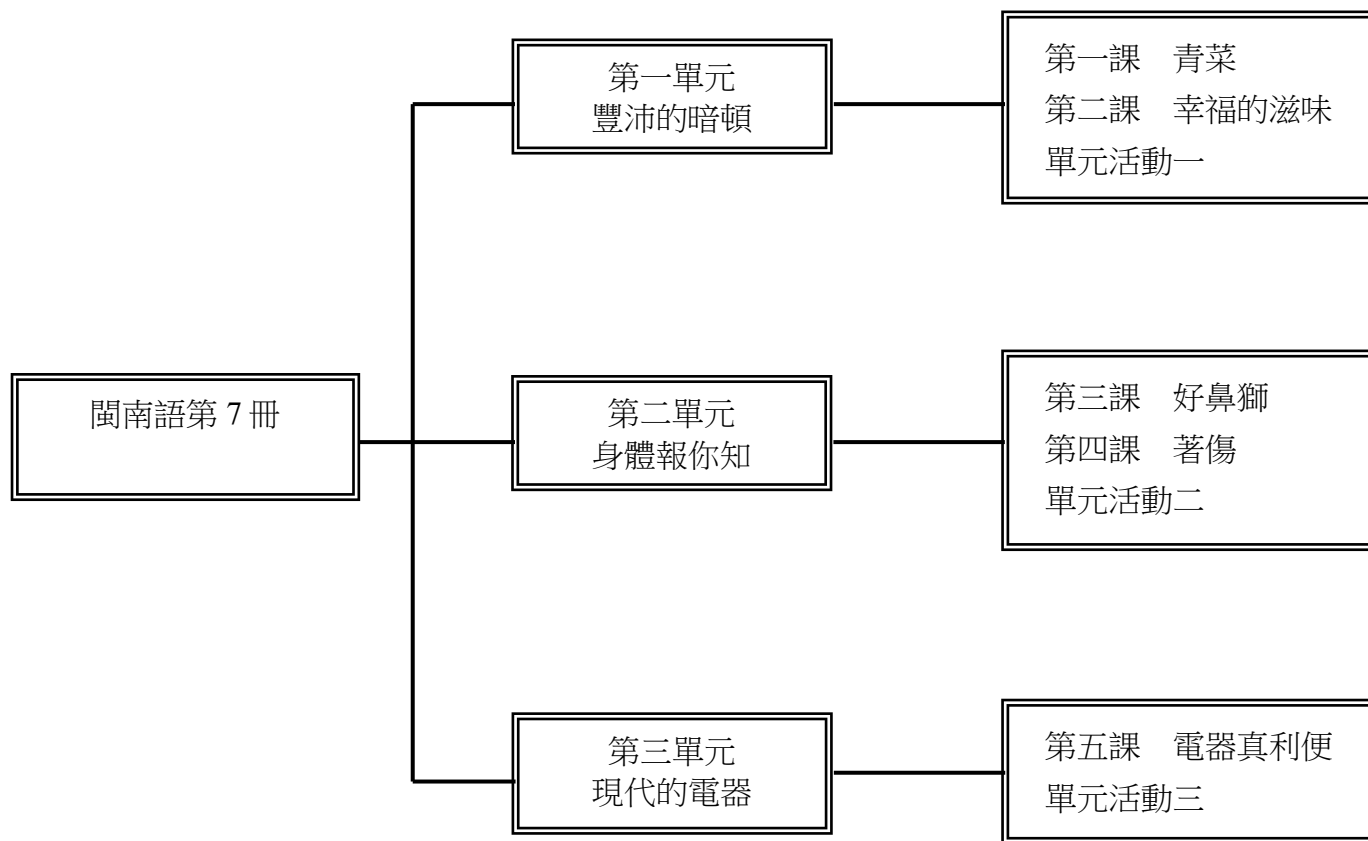 第一單元
豐沛的暗頓
第一課　青菜
第二課　幸福的滋味
單元活動一
閩南語第 7 冊
第二單元
身體報你知
第三課　好鼻獅
第四課　著傷
單元活動二
第三單元
現代的電器
第五課　電器真利便
單元活動三